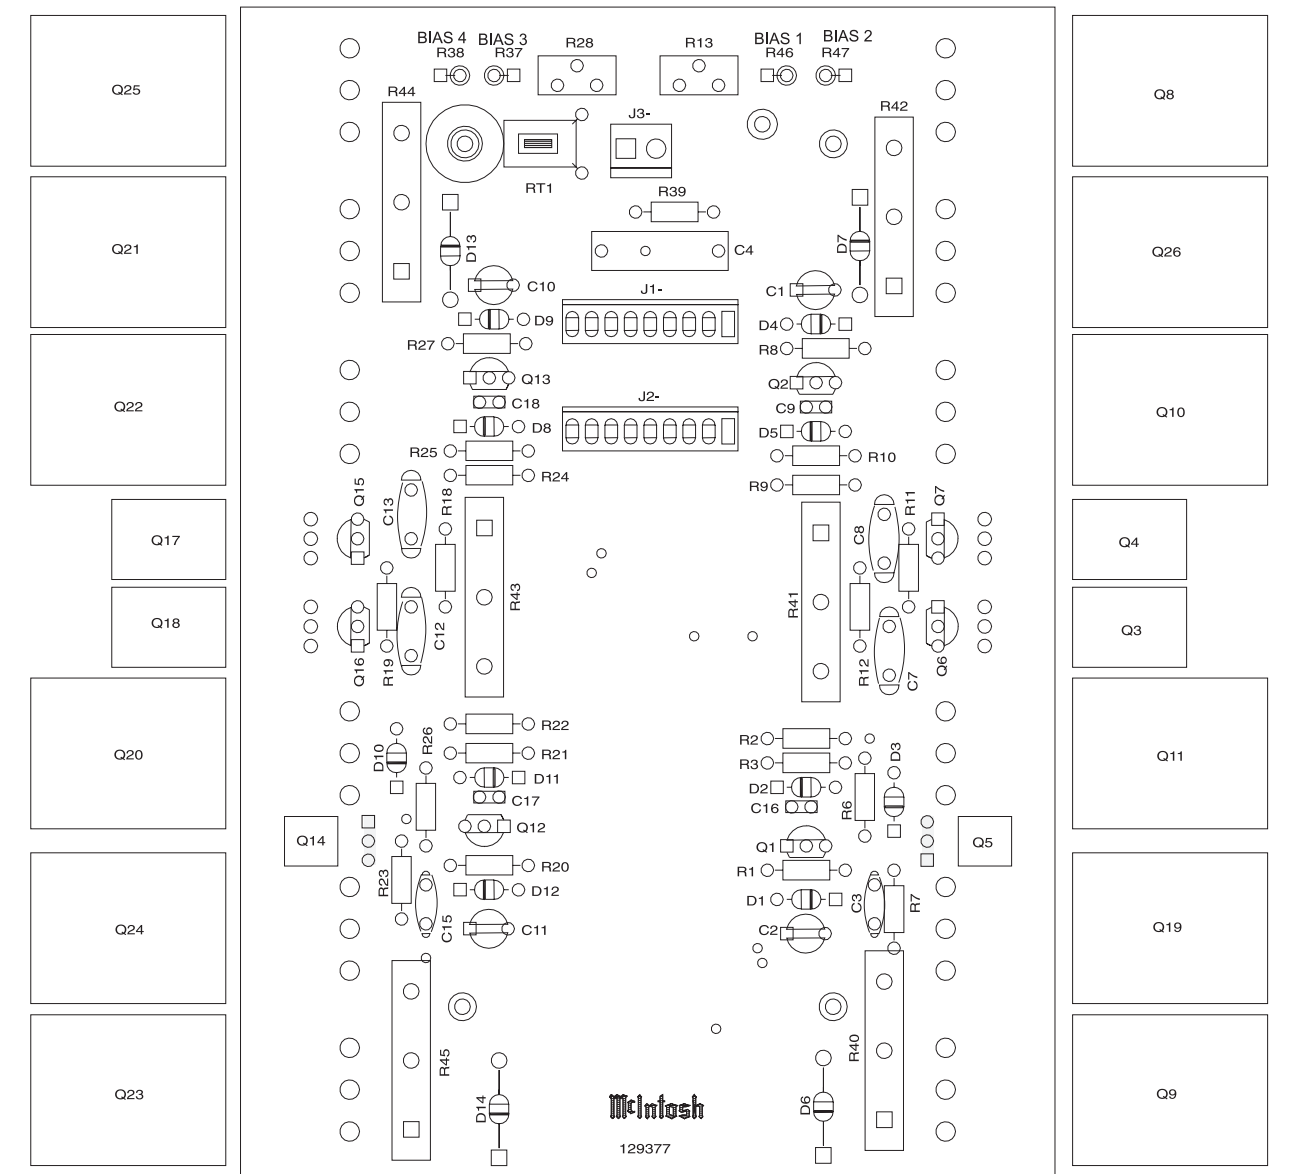 BIAS 4 BIAS 3 BIAS 1 BIAS 2
R38 R37 R28 R13 R46 R47
Q25 Q8
R44 R42
J3-
RT1
R39
Q21 Q26
D13 C4 D7
C10 J1- C1
D9 D4
R27 R8
Q13 Q2
C18 J2- C9
Q22 Q10
D8 D5
R25 R10
R24 R9
Q15 C13 R18 C8 R11 Q7
Q17 Q4
R43 R41
Q18 Q3
Q16 R19 C12 R12 C7 Q6
R22 R2
R26
Q20 D10 R21 R3 D3 Q11
D11 D2
C17 C16 R6
Q12
Q14 Q1 Q5
R20 R1
R23 D12 D1 C3 R7
C15 C11 C2
Q24 Q19
R45 R40
Q23 D14 D6 Q9
McIntosh
129377